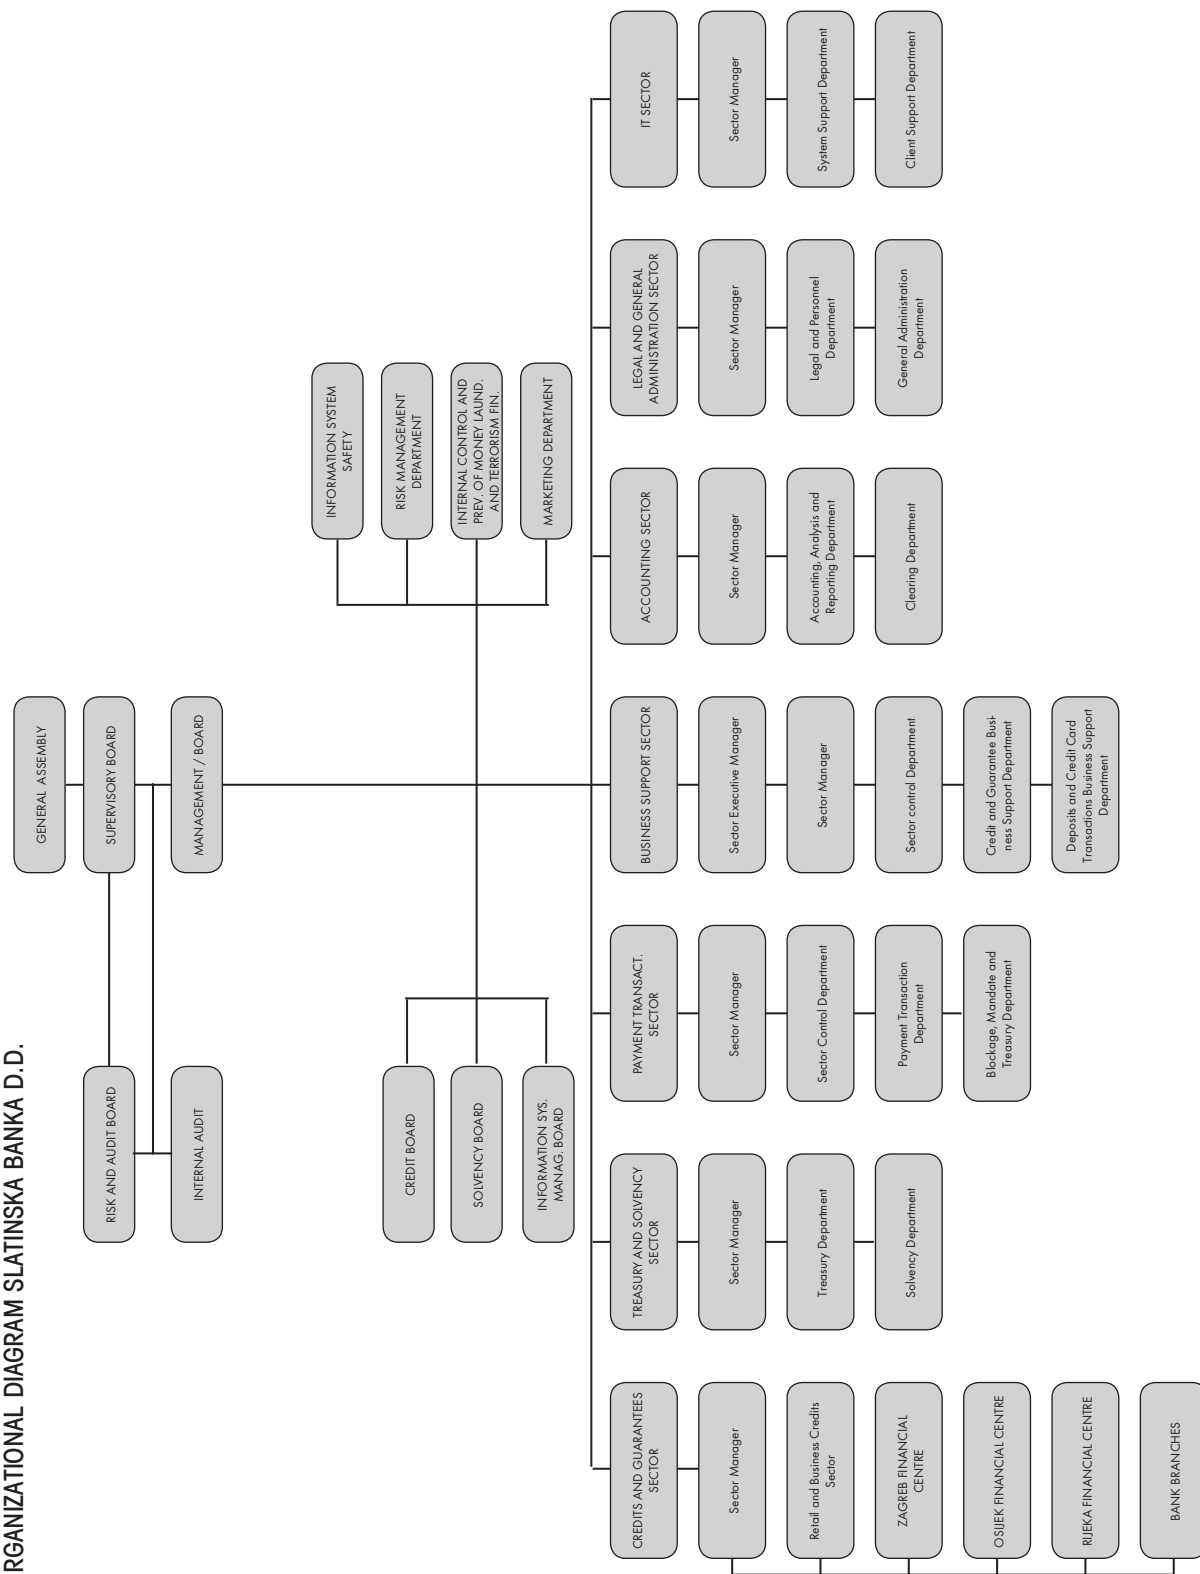 RGANIZATIONAL DIAGRAM SLATINSKA BANKA D.D.
GENERAL ASSEMBLY
SUPERVISORY BOARD
RISK AND AUDIT BOARD
INTERNAL AUDIT
MANAGEMENT / BOARD
CREDIT BOARD
SOLVENCY BOARD
INFORMATION SYS.
MANAG. BOARD
INFORMATION SYSTEM
SAFETY
RISK MANAGEMENT
DEPARTMENT
INTERNAL CONTROL AND
PREV. OF MONEY LAUND.
AND TERRORISM FIN.
MARKETING DEPARTMENT
CREDITS AND GUARANTEES
SECTOR
Sector Manager
Retail and Business Credits
Sector
ZAGREB FINANCIAL
CENTRE
OSIJEK FINANCIAL CENTRE
RIJEKA FINANCIAL CENTRE
BANK BRANCHES
TREASURY AND SOLVENCY
SECTOR
Sector Manager
Treasury Department
Solvency Department
PAYMENT TRANSACT.
SECTOR
Sector Manager
Sector Control Department
Payment Transaction
Department
Blockage, Mandate and
Treasury Department
BUSINESS SUPPORT SECTOR
Sector Executive Manager
Sector Manager
Sector control Department
Credit and Guarantee Busi-
ness Support Department
Deposits and Credit Card
Transactions Business Support
Department
ACCOUNTING SECTOR
Sector Manager
Accounting, Analysis and
Reporting Department
Clearing Department
LEGAL AND GENERAL
ADMINISTRATION SECTOR
Sector Manager
Legal and Personnel
Department
General Administration
Department
IT SECTOR
Sector Manager
System Support Department
Client Support Department